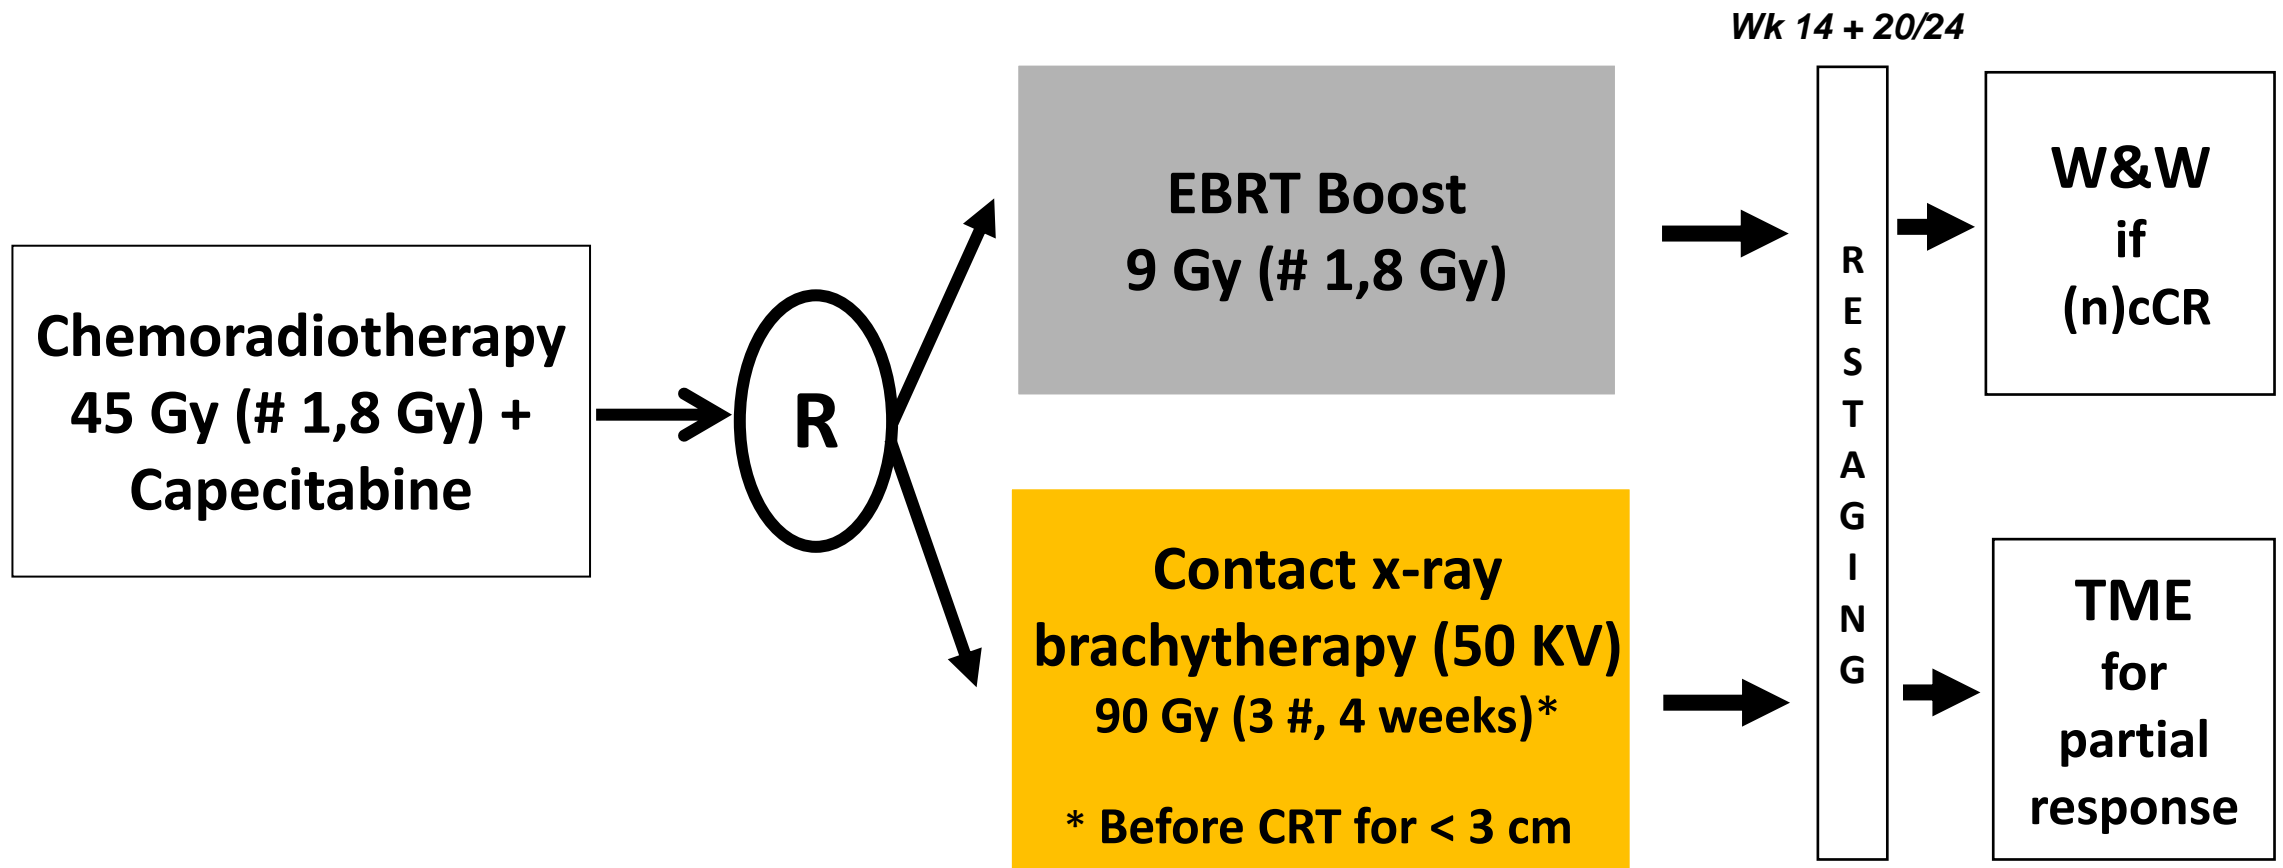 Wk 14 + 20/24
Chemoradiotherapy
45 Gy (# 1,8 Gy) +
Capecitabine
R
EBRT Boost
9 Gy (# 1,8 Gy)
Contact x-ray
brachytherapy (50 KV)
90 Gy (3 #, 4 weeks)*
* Before CRT for < 3 cm
R
E
S
T
A
G
I
N
G
W&W
if
(n)cCR
TME
for
partial
response